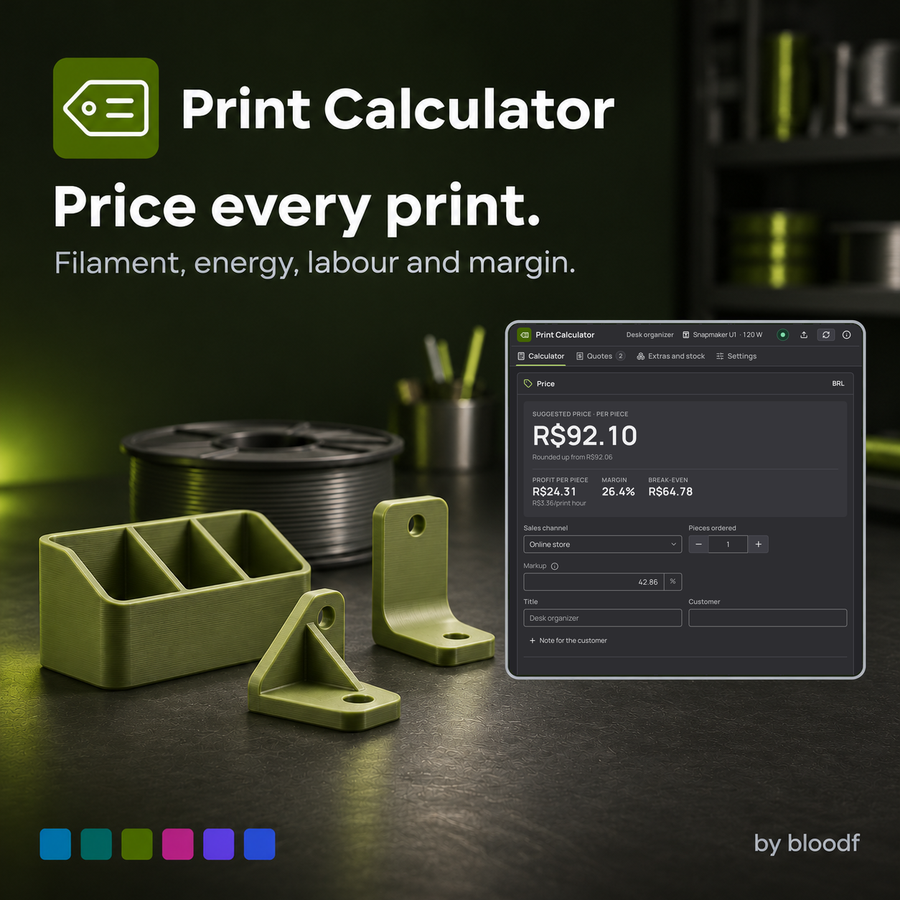 Print Calculator
Price every print.
Filament, energy, labour and margin.
Print Calculator
Desk organizer
Snapmaker U1 · 120 W
Calculator
Quotes 2
Extras and stock
Settings
Price
BRL
SUGGESTED PRICE · PER PIECE
R$92.10
Rounded up from R$92.06
PROFIT PER PIECE
R$24.31
R$3.36/print hour
MARGIN
26.4%
BREAK-EVEN
R$64.78
Sales channel
Online store
Pieces ordered
− 1 +
Markup
42.86 %
Title
Desk organizer
Customer
+ Note for the customer
by bloodf